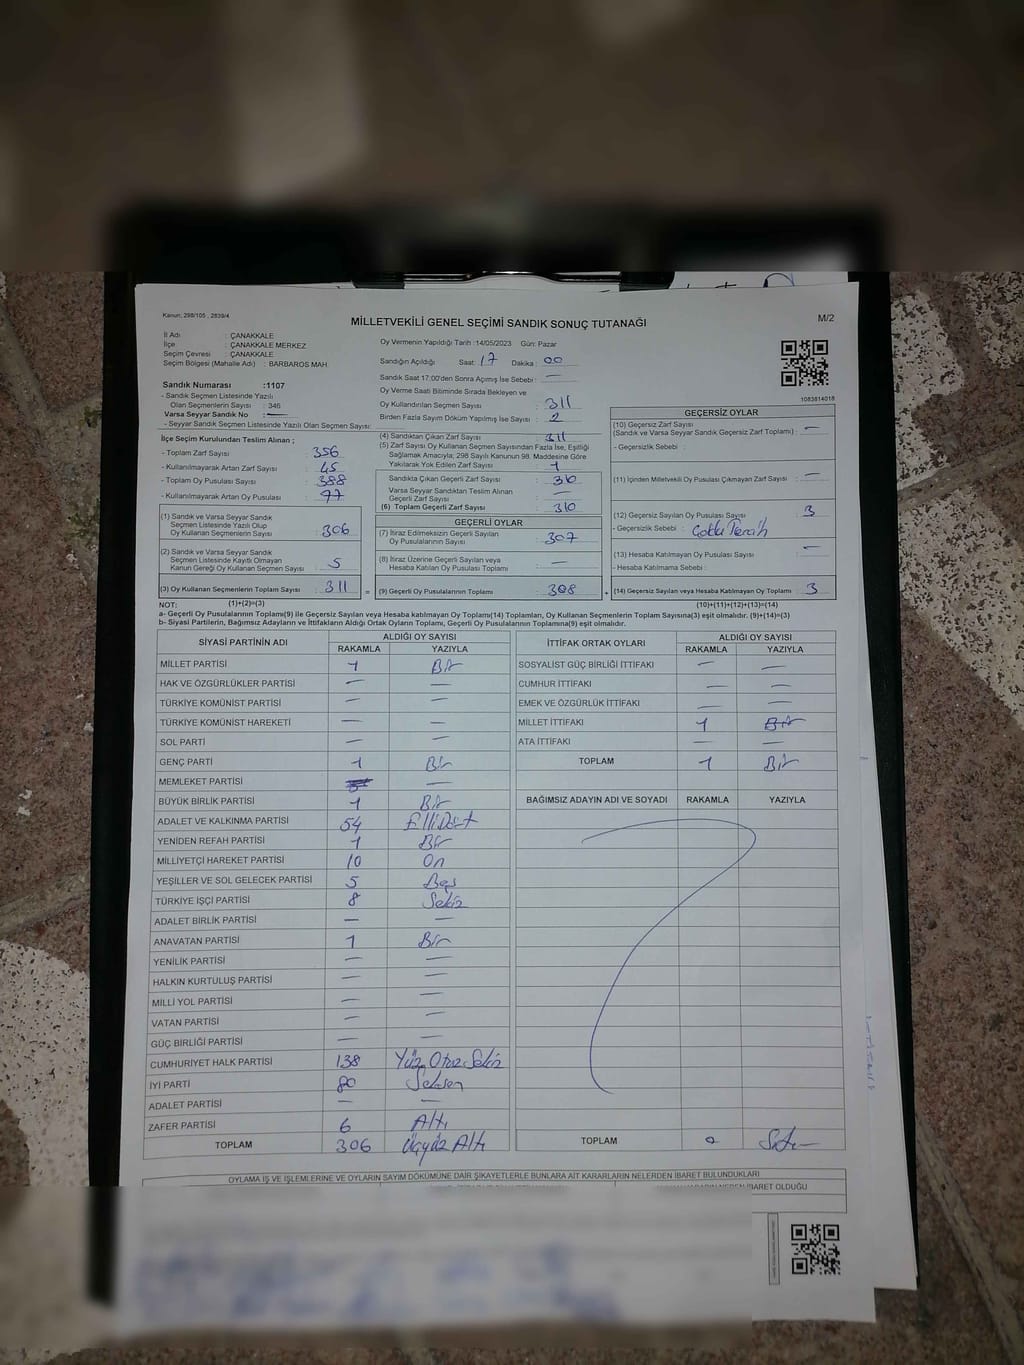 Kanun: 298/105 , 2839/4
MİLLETVEKİLİ GENEL SEÇİMİ SANDIK SONUÇ TUTANAĞI
M/2
İl Adı : ÇANAKKALE
İlçe : ÇANAKKALE MERKEZ
Seçim Çevresi : ÇANAKKALE
Seçim Bölgesi (Mahalle Adı) : BARBAROS MAH.
Sandık Numarası :1107
- Sandık Seçmen Listesinde Yazılı
Olan Seçmenlerin Sayısı : 346
Varsa Seyyar Sandık No : —
- Seyyar Sandık Seçmen Listesinde Yazılı Olan Seçmen Sayısı:
İlçe Seçim Kurulundan Teslim Alınan ;
- Toplam Zarf Sayısı : 356
- Kullanılmayarak Artan Zarf Sayısı : 45
- Toplam Oy Pusulası Sayısı : 388
- Kullanılmayarak Artan Oy Pusulası : 77
(1) Sandık ve Varsa Seyyar Sandık
Seçmen Listesinde Yazılı Olup
Oy Kullanan Seçmenlerin Sayısı : 306
(2) Sandık ve Varsa Seyyar Sandık
Seçmen Listesinde Kayıtlı Olmayan
Kanun Gereği Oy Kullanan Seçmen Sayısı : 5
(3) Oy Kullanan Seçmenlerin Toplam Sayısı : 311
Oy Vermenin Yapıldığı Tarih : 14/05/2023 Gün: Pazar
Sandığın Açıldığı Saat: 17 Dakika : 00
Sandık Saat 17:00'den Sonra Açımış İse Sebebi : —
Oy Verme Saati Bitiminde Sırada Bekleyen ve
Oy Kullandırılan Seçmen Sayısı : 311
Birden Fazla Sayım Döküm Yapılmış İse Sayısı : 2
(4) Sandıktan Çıkan Zarf Sayısı : 311
(5) Zarf Sayısı Oy Kullanan Seçmen Sayısından Fazla İse, Eşitliği
Sağlamak Amacıyla; 298 Sayılı Kanunun 98. Maddesine Göre
Yakılarak Yok Edilen Zarf Sayısı : 1
Sandıkta Çıkan Geçerli Zarf Sayısı : 310
Varsa Seyyar Sandıktan Teslim Alınan
Geçerli Zarf Sayısı : —
(6) Toplam Geçerli Zarf Sayısı : 310
GEÇERLİ OYLAR
(7) İtiraz Edilmeksizin Geçerli Sayılan
Oy Pusulalarının Sayısı : 307
(8) İtiraz Üzerine Geçerli Sayılan veya
Hesaba Katılan Oy Pusulası Toplamı : —
= (9) Geçerli Oy Pusulalarının Toplamı : 308
1083814018
GEÇERSİZ OYLAR
(10) Geçersiz Zarf Sayısı
(Sandık ve Varsa Seyyar Sandık Geçersiz Zarf Toplamı) : —
- Geçersizlik Sebebi :
(11) İçinden Milletvekili Oy Pusulası Çıkmayan Zarf Sayısı : —
(12) Geçersiz Sayılan Oy Pusulası Sayısı : 3
- Geçersizlik Sebebi : Çoklu Tercih
(13) Hesaba Katılmayan Oy Pusulası Sayısı : —
- Hesaba Katılmama Sebebi :
+ (14) Geçersiz Sayılan veya Hesaba Katılmayan Oy Toplamı : 3
NOT: (1)+(2)=(3) (10)+(11)+(12)+(13)=(14)
a- Geçerli Oy Pusulalarının Toplamı(9) ile Geçersiz Sayılan veya Hesaba katılmayan Oy Toplamı(14) Toplamları, Oy Kullanan Seçmenlerin Toplam Sayısına(3) eşit olmalıdır. (9)+(14)=(3)
b- Siyasi Partilerin, Bağımsız Adayların ve İttifakların Aldığı Ortak Oyların Toplamı, Geçerli Oy Pusulalarının Toplamına(9) eşit olmalıdır.
SİYASİ PARTİNİN ADI ALDIĞI OY SAYISI
RAKAMLA YAZIYLA
MİLLET PARTİSİ 1 Bir
HAK VE ÖZGÜRLÜKLER PARTİSİ — —
TÜRKİYE KOMÜNİST PARTİSİ — —
TÜRKİYE KOMÜNİST HAREKETİ — —
SOL PARTİ — —
GENÇ PARTİ 1 Bir
MEMLEKET PARTİSİ —
BÜYÜK BİRLİK PARTİSİ 1 Bir
ADALET VE KALKINMA PARTİSİ 54 Elli Dört
YENİDEN REFAH PARTİSİ 1 Bir
MİLLİYETÇİ HAREKET PARTİSİ 10 On
YEŞİLLER VE SOL GELECEK PARTİSİ 5 Beş
TÜRKİYE İŞÇİ PARTİSİ 8 Sekiz
ADALET BİRLİK PARTİSİ — —
ANAVATAN PARTİSİ 1 Bir
YENİLİK PARTİSİ — —
HALKIN KURTULUŞ PARTİSİ — —
MİLLİ YOL PARTİSİ — —
VATAN PARTİSİ — —
GÜÇ BİRLİĞİ PARTİSİ — —
CUMHURİYET HALK PARTİSİ 138 Yüz Otuz Sekiz
İYİ PARTİ 80 Seksen
ADALET PARTİSİ — —
ZAFER PARTİSİ 6 Altı
TOPLAM 306 Üçyüz Altı
İTTİFAK ORTAK OYLARI ALDIĞI OY SAYISI
RAKAMLA YAZIYLA
SOSYALİST GÜÇ BİRLİĞİ İTTİFAKI — —
CUMHUR İTTİFAKI — —
EMEK VE ÖZGÜRLÜK İTTİFAKI — —
MİLLET İTTİFAKI 1 Bir
ATA İTTİFAKI — —
TOPLAM 1 Bir
BAĞIMSIZ ADAYIN ADI VE SOYADI RAKAMLA YAZIYLA
TOPLAM 0 Sıfır
OYLAMA İŞ VE İŞLEMLERİNE VE OYLARIN SAYIM DÖKÜMÜNE DAİR ŞİKAYETLERLE BUNLARA AİT KARARLARIN NELERDEN İBARET BULUNDUKLARI